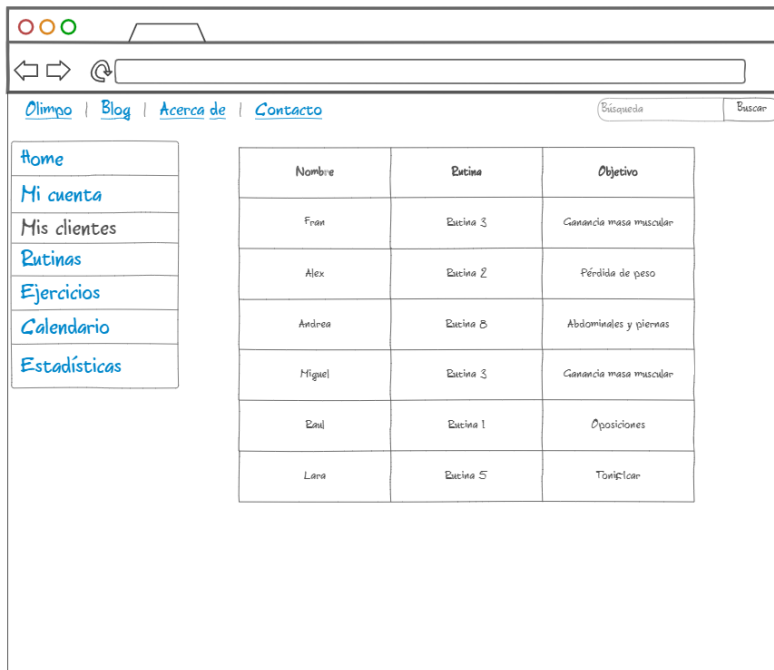 Olimpo | Blog | Acerca de | Contacto
Búsqueda Buscar
Home
Mi cuenta
Mis clientes
Rutinas
Ejercicios
Calendario
Estadísticas
Nombre Rutina Objetivo
Fran Rutina 3 Ganancia masa muscular
Alex Rutina 2 Pérdida de peso
Andrea Rutina 8 Abdominales y piernas
Miguel Rutina 3 Ganancia masa muscular
Raul Rutina 1 Oposiciones
Lara Rutina 5 Tonificar